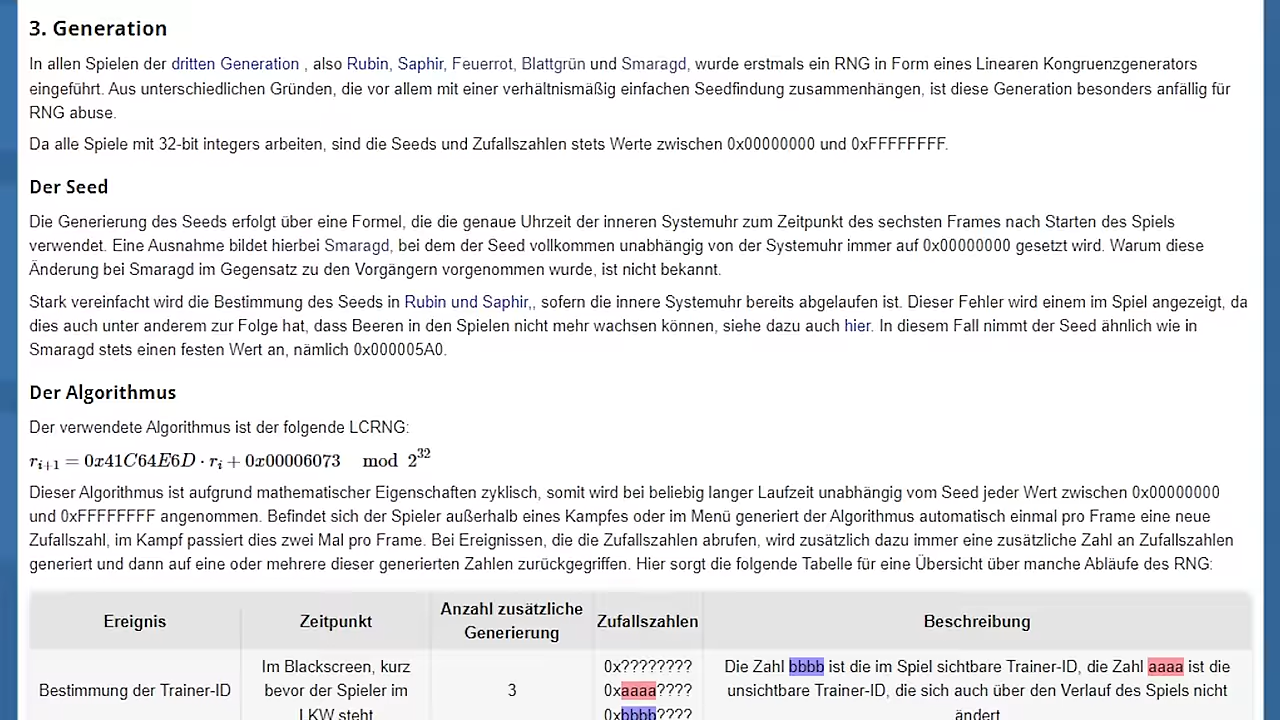 3. Generation
In allen Spielen der dritten Generation , also Rubin, Saphir, Feuerrot, Blattgrün und Smaragd, wurde erstmals ein RNG in Form eines Linearen Kongruenzgenerators
eingeführt. Aus unterschiedlichen Gründen, die vor allem mit einer verhältnismäßig einfachen Seedfindung zusammenhängen, ist diese Generation besonders anfällig für
RNG abuse.
Da alle Spiele mit 32-bit integers arbeiten, sind die Seeds und Zufallszahlen stets Werte zwischen 0x00000000 und 0xFFFFFFFF.
Der Seed
Die Generierung des Seeds erfolgt über eine Formel, die die genaue Uhrzeit der inneren Systemuhr zum Zeitpunkt des sechsten Frames nach Starten des Spiels
verwendet. Eine Ausnahme bildet hierbei Smaragd, bei dem der Seed vollkommen unabhängig von der Systemuhr immer auf 0x00000000 gesetzt wird. Warum diese
Änderung bei Smaragd im Gegensatz zu den Vorgängern vorgenommen wurde, ist nicht bekannt.
Stark vereinfacht wird die Bestimmung des Seeds in Rubin und Saphir,, sofern die innere Systemuhr bereits abgelaufen ist. Dieser Fehler wird einem im Spiel angezeigt, da
dies auch unter anderem zur Folge hat, dass Beeren in den Spielen nicht mehr wachsen können, siehe dazu auch hier. In diesem Fall nimmt der Seed ähnlich wie in
Smaragd stets einen festen Wert an, nämlich 0x000005A0.
Der Algorithmus
Der verwendete Algorithmus ist der folgende LCRNG:
r_{i+1} = 0x41C64E6D · r_i + 0x00006073 mod 2^{32}
Dieser Algorithmus ist aufgrund mathematischer Eigenschaften zyklisch, somit wird bei beliebig langer Laufzeit unabhängig vom Seed jeder Wert zwischen 0x00000000
und 0xFFFFFFFF angenommen. Befindet sich der Spieler außerhalb eines Kampfes oder im Menü generiert der Algorithmus automatisch einmal pro Frame eine neue
Zufallszahl, im Kampf passiert dies zwei Mal pro Frame. Bei Ereignissen, die die Zufallszahlen abrufen, wird zusätzlich dazu immer eine zusätzliche Zahl an Zufallszahlen
generiert und dann auf eine oder mehrere dieser generierten Zahlen zurückgegriffen. Hier sorgt die folgende Tabelle für eine Übersicht über manche Abläufe des RNG:
Ereignis
Zeitpunkt
Anzahl zusätzliche
Generierung
Zufallszahlen
Beschreibung
Bestimmung der Trainer-ID
Im Blackscreen, kurz
bevor der Spieler im
LKW steht
3
0x????????
0xaaaa????
0xbbbb????
Die Zahl bbbb ist die im Spiel sichtbare Trainer-ID, die Zahl aaaa ist die
unsichtbare Trainer-ID, die sich auch über den Verlauf des Spiels nicht
ändert